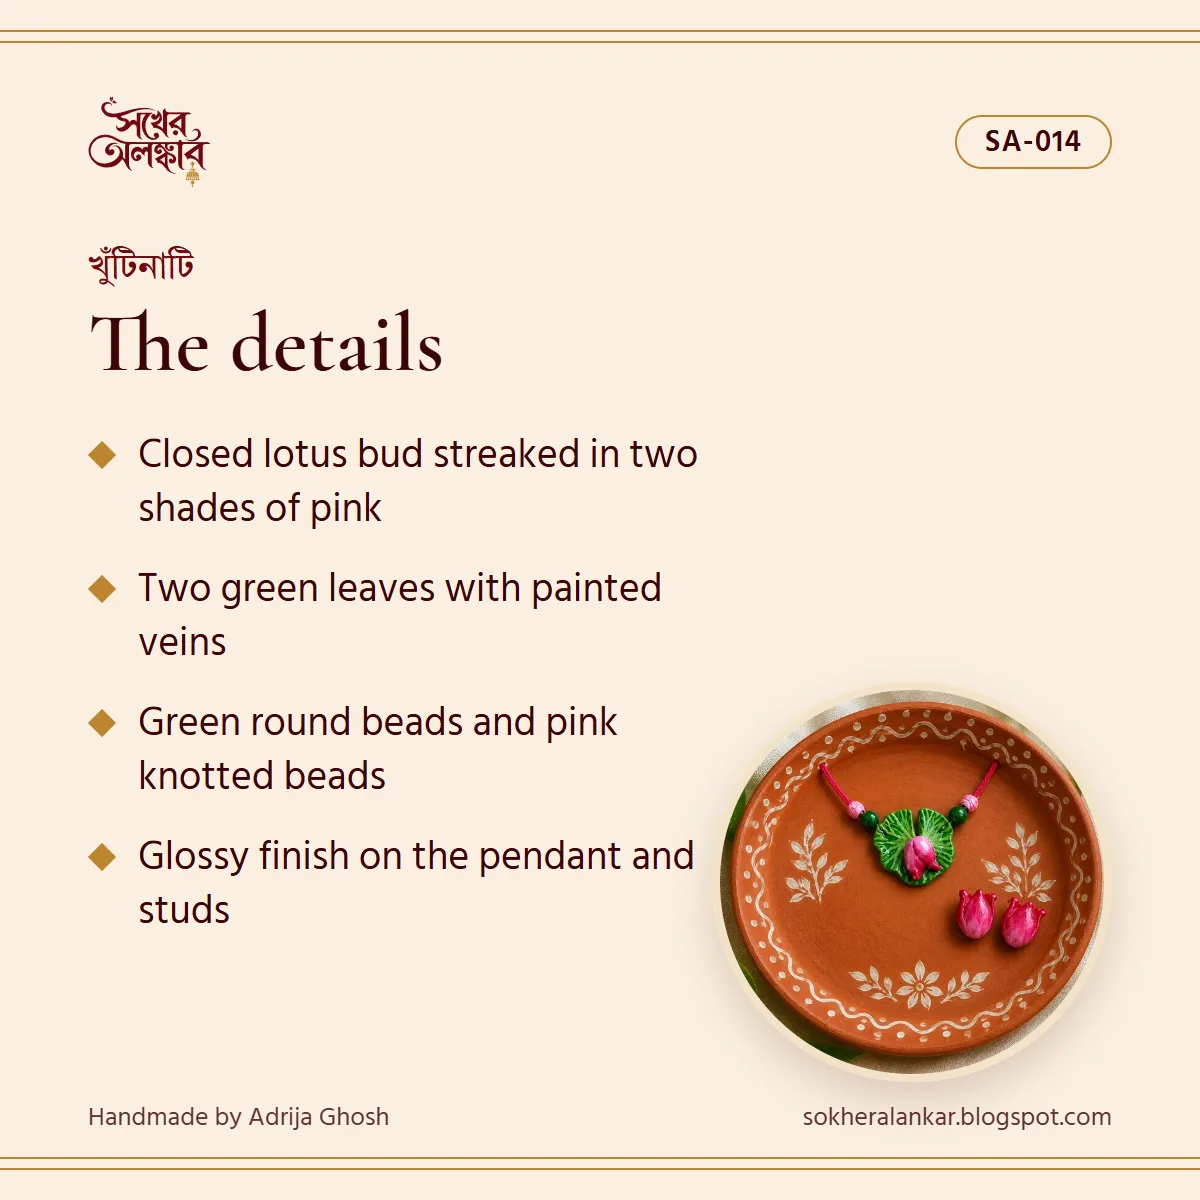 সখের
অলঙ্কার
SA-014
খুঁটিনাটি
The details
Closed lotus bud streaked in two
shades of pink
Two green leaves with painted
veins
Green round beads and pink
knotted beads
Glossy finish on the pendant and
studs
Handmade by Adrija Ghosh
sokheralankar.blogspot.com